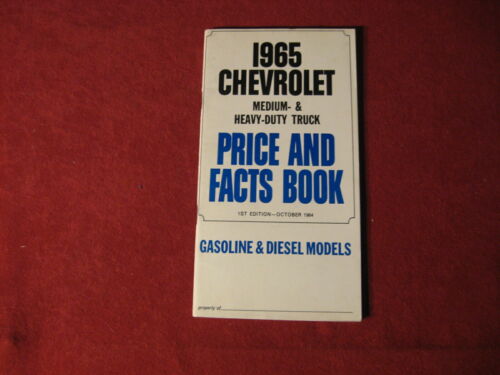 1965
CHEVROLET
MEDIUM- &
HEAVY-DUTY TRUCK
PRICE AND
FACTS BOOK
1ST EDITION—OCTOBER 1964
GASOLINE & DIESEL MODELS
property of